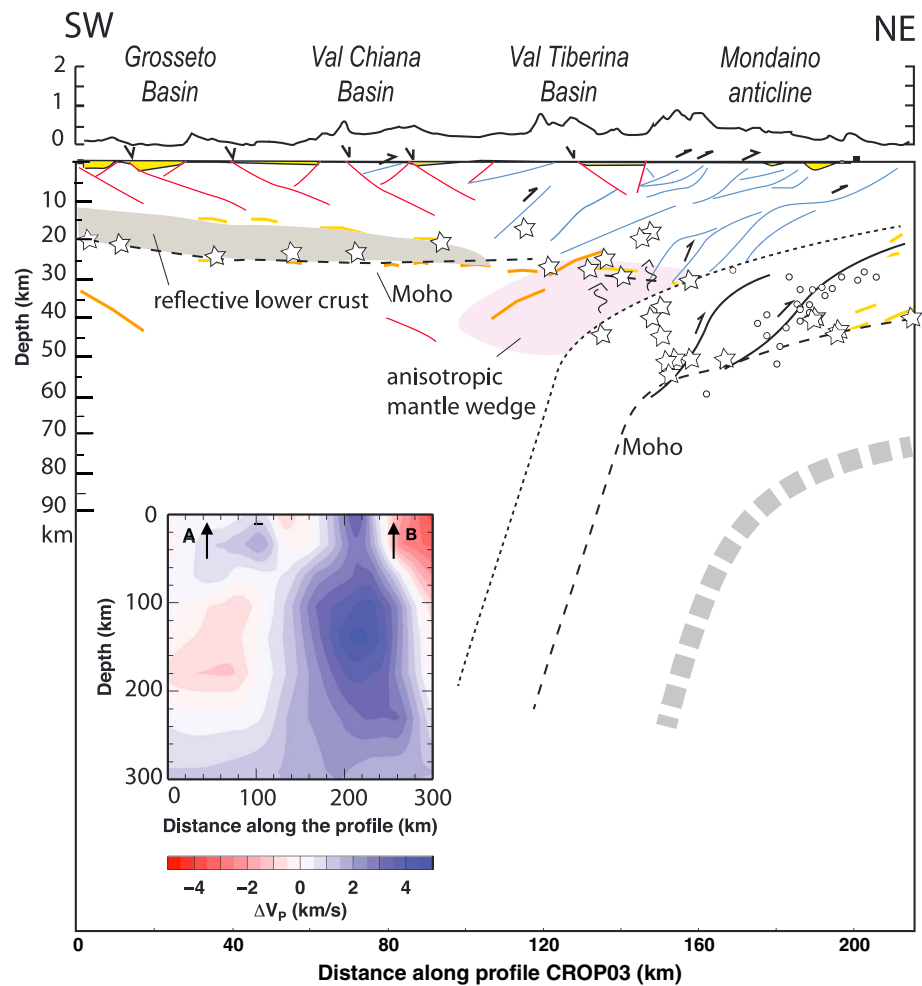 SW
NE
Grosseto
Basin
Val Chiana
Basin
Val Tiberina
Basin
Mondaino
anticline
2
1
0
10
20
30
40
50
60
70
80
90
km
Depth (km)
reflective lower crust
Moho
anisotropic
mantle wedge
Moho
A
B
0
100
200
300
Depth (km)
0
100
200
300
Distance along the profile (km)
−4
−2
0
2
4
ΔVP (km/s)
0
40
80
120
160
200
Distance along profile CROP03 (km)